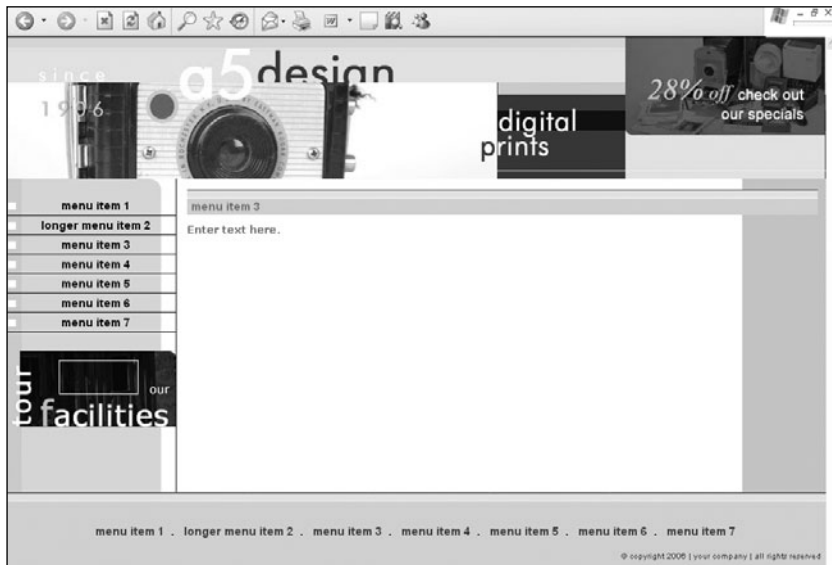 since
1906
a5design
digital
prints
28% off check out
our specials
menu item 1
longer menu item 2
menu item 3
menu item 4
menu item 5
menu item 6
menu item 7
tour
our
facilities
menu item 3
Enter text here.
menu item 1 . longer menu item 2 . menu item 3 . menu item 4 . menu item 5 . menu item 6 . menu item 7
© copyright 2006 | your company | all rights reserved